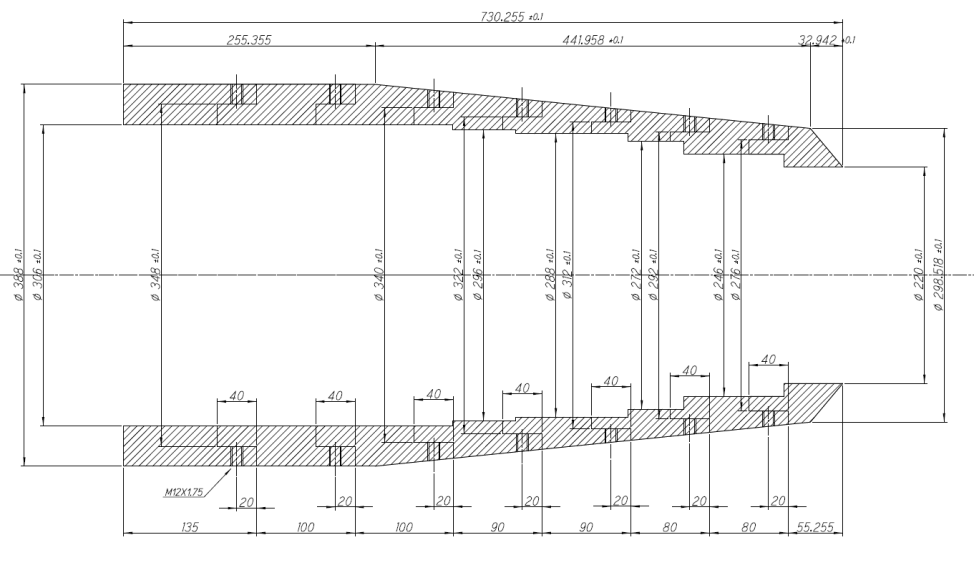 730.255 ±0.1
255.355
441.958 ±0.1
32.942 ±0.1
Ø 388 ±0.1
Ø 306 ±0.1
Ø 348 ±0.1
Ø 340 ±0.1
Ø 322 ±0.1
Ø 296 ±0.1
Ø 288 ±0.1
Ø 312 ±0.1
Ø 272 ±0.1
Ø 292 ±0.1
Ø 246 ±0.1
Ø 276 ±0.1
Ø 220 ±0.1
Ø 298.518 ±0.1
40
40
40
40
40
40
40
M12X1.75
20
20
20
20
20
20
20
135
100
100
90
90
80
80
55.255